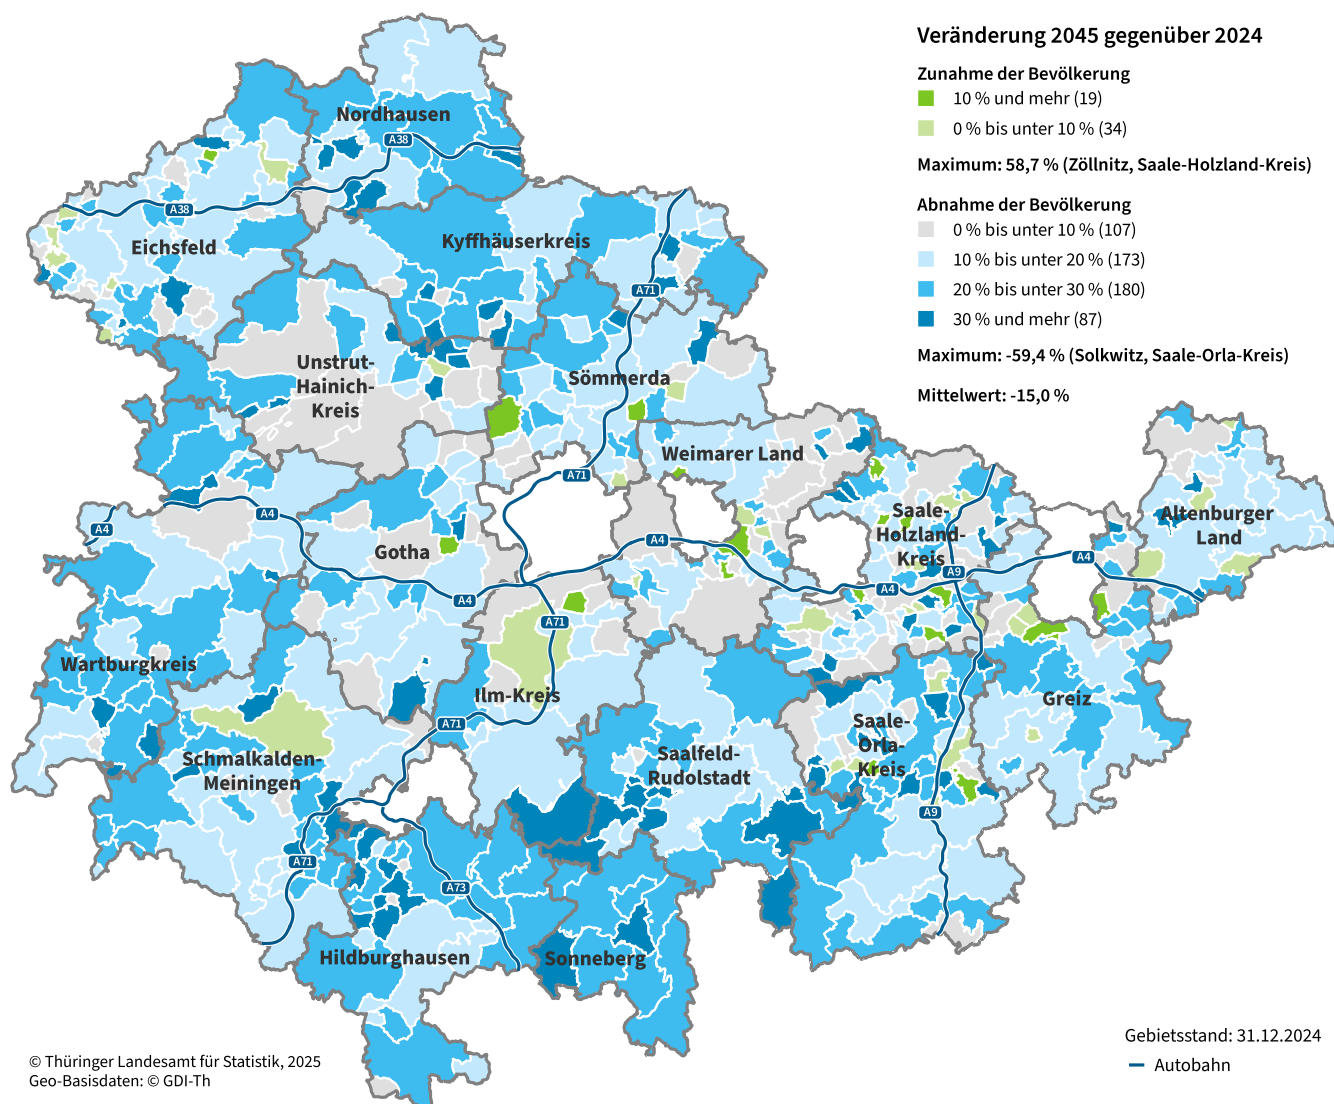 Veränderung 2045 gegenüber 2024
Zunahme der Bevölkerung
10 % und mehr (19)
0 % bis unter 10 % (34)
Maximum: 58,7 % (Zöllnitz, Saale-Holzland-Kreis)
Abnahme der Bevölkerung
0 % bis unter 10 % (107)
10 % bis unter 20 % (173)
20 % bis unter 30 % (180)
30 % und mehr (87)
Maximum: -59,4 % (Solkwitz, Saale-Orla-Kreis)
Mittelwert: -15,0 %
Nordhausen
A38
A38
Eichsfeld
Kyffhäuserkreis
A71
Unstrut-
Hainich-
Kreis
Sömmerda
Weimarer Land
A71
A4
A4
Gotha
A4
Saale-
Holzland-
Kreis
Altenburger
Land
A4
A9
A4
A4
A71
Wartburgkreis
Ilm-Kreis
Greiz
A71
Schmalkalden-
Meiningen
Saalfeld-
Rudolstadt
Saale-
Orla-
Kreis
A9
A71
A73
Hildburghausen
Sonneberg
Gebietsstand: 31.12.2024
Autobahn
© Thüringer Landesamt für Statistik, 2025
Geo-Basisdaten: © GDI-Th